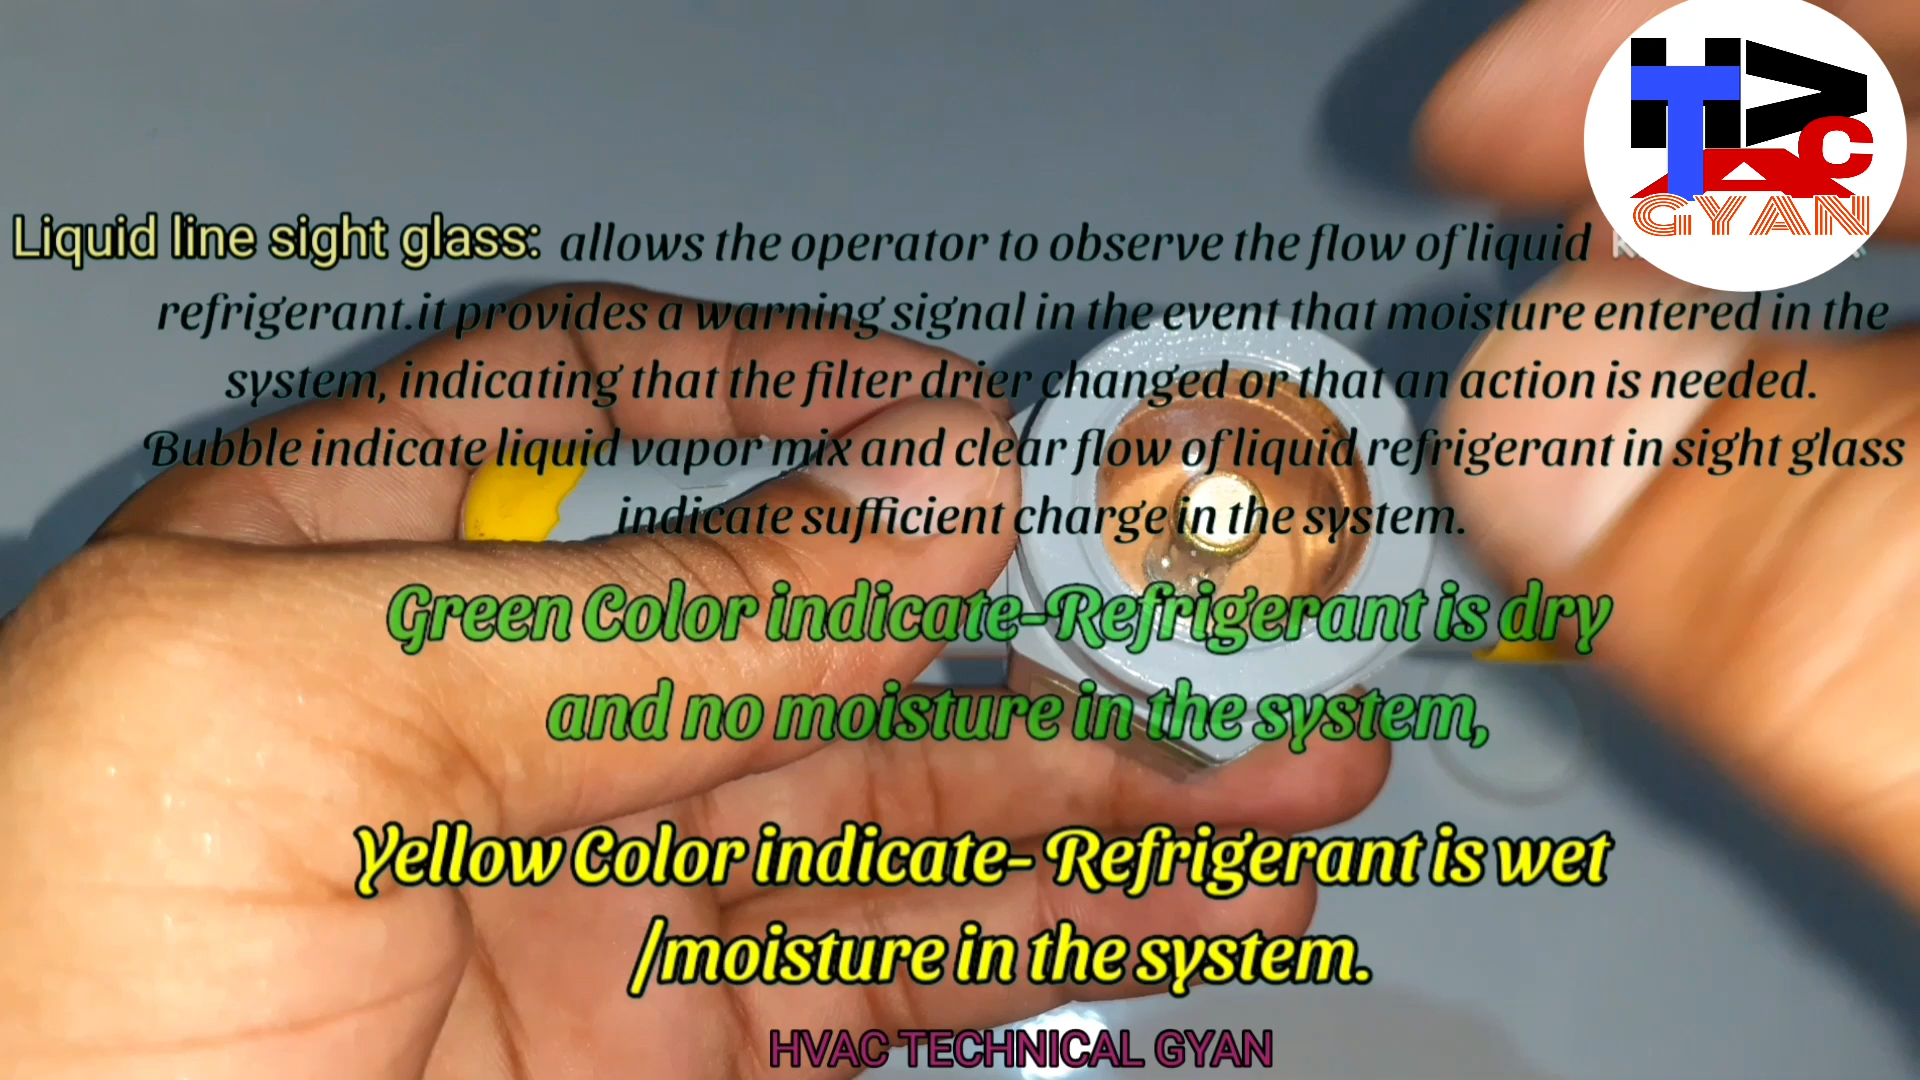 HVAC
T
GYAN
Liquid line sight glass: allows the operator to observe the flow of liquid
refrigerant.it provides a warning signal in the event that moisture entered in the
system, indicating that the filter drier changed or that an action is needed.
Bubble indicate liquid vapor mix and clear flow of liquid refrigerant in sight glass
indicate sufficient charge in the system.
Green Color indicate-Refrigerant is dry
and no moisture in the system,
Yellow Color indicate- Refrigerant is wet
/moisture in the system.
HVAC TECHNICAL GYAN